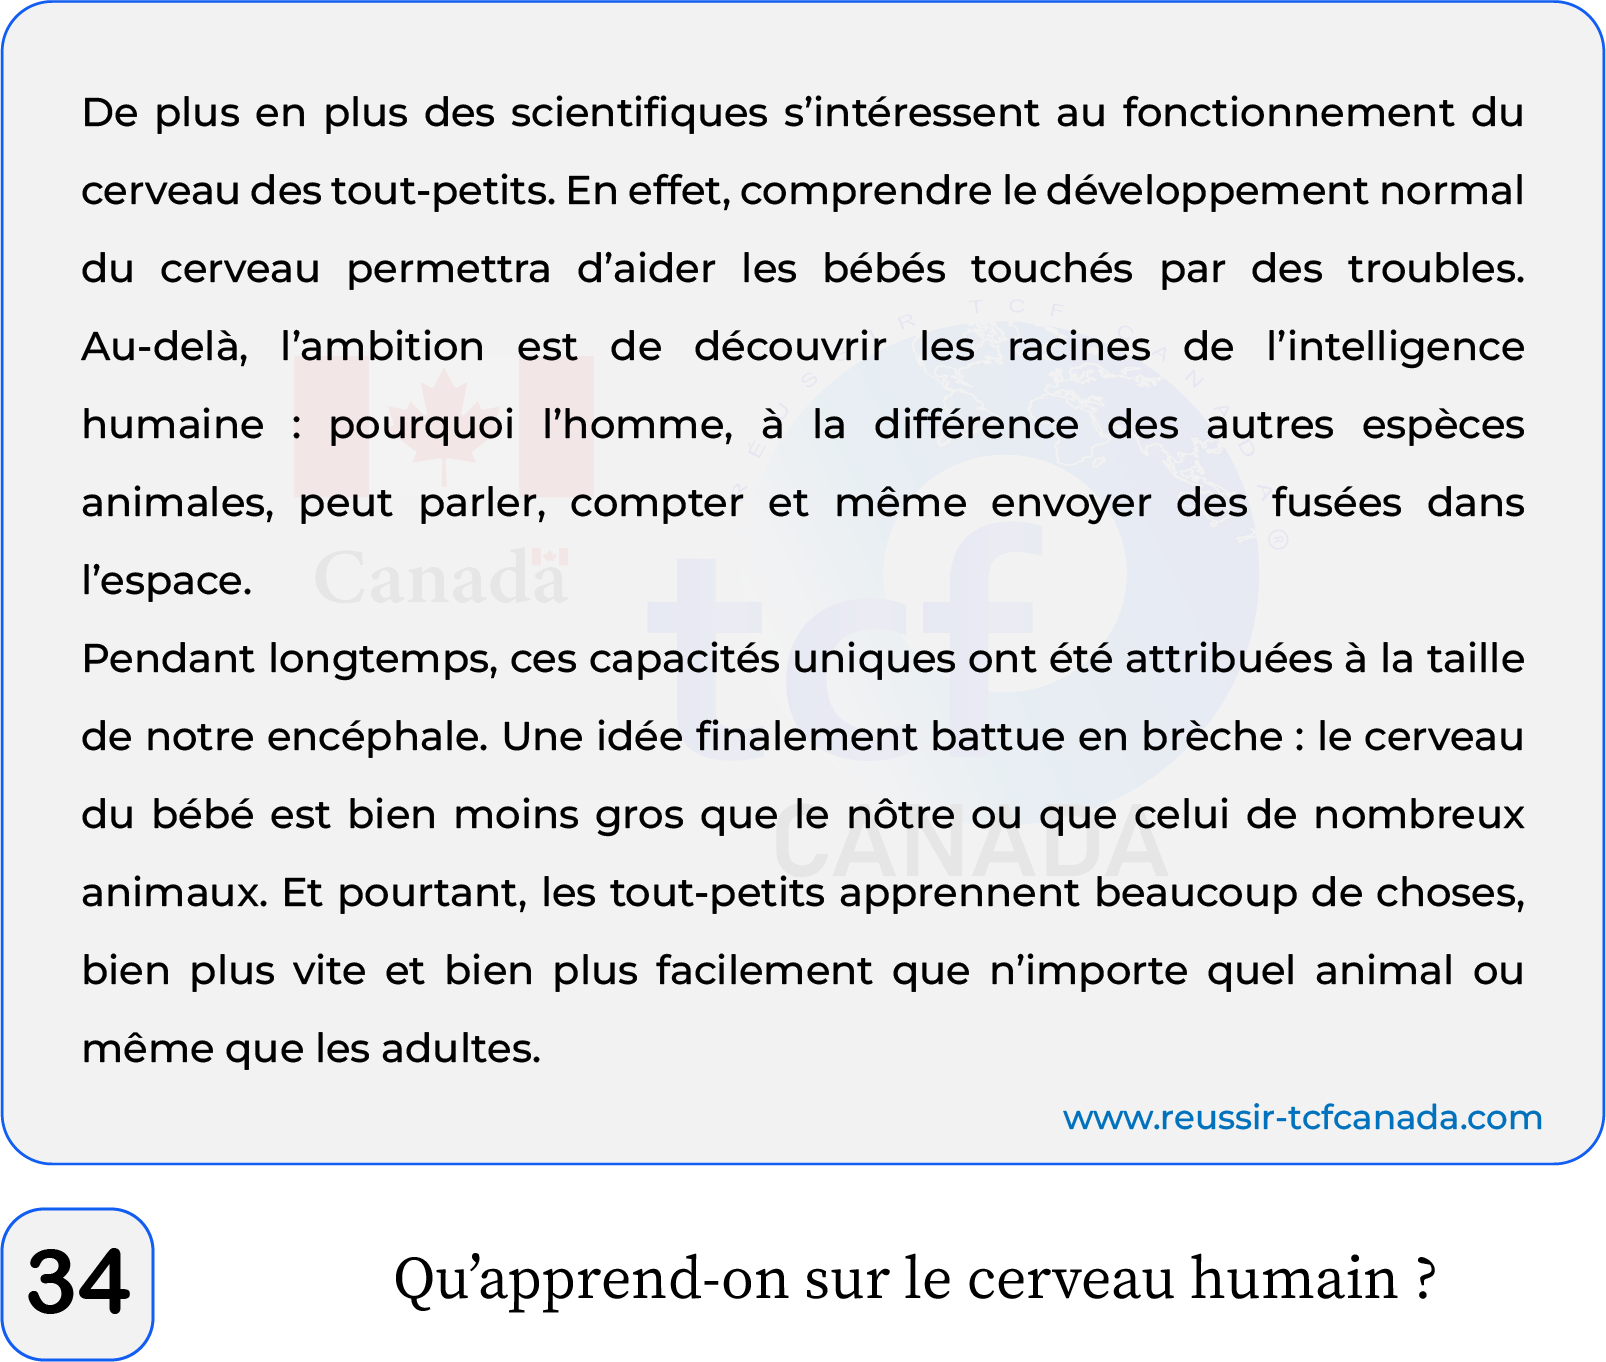 De plus en plus des scientifiques s’intéressent au fonctionnement du
cerveau des tout-petits. En effet, comprendre le développement normal
du cerveau permettra d’aider les bébés touchés par des troubles.
Au-delà, l’ambition est de découvrir les racines de l’intelligence
humaine : pourquoi l’homme, à la différence des autres espèces
animales, peut parler, compter et même envoyer des fusées dans
l’espace.
Pendant longtemps, ces capacités uniques ont été attribuées à la taille
de notre encéphale. Une idée finalement battue en brèche : le cerveau
du bébé est bien moins gros que le nôtre ou que celui de nombreux
animaux. Et pourtant, les tout-petits apprennent beaucoup de choses,
bien plus vite et bien plus facilement que n’importe quel animal ou
même que les adultes.
RÉUSSIR TCF CANADA ®
Canada
tcf
CANADA
www.reussir-tcfcanada.com
34
Qu’apprend-on sur le cerveau humain ?